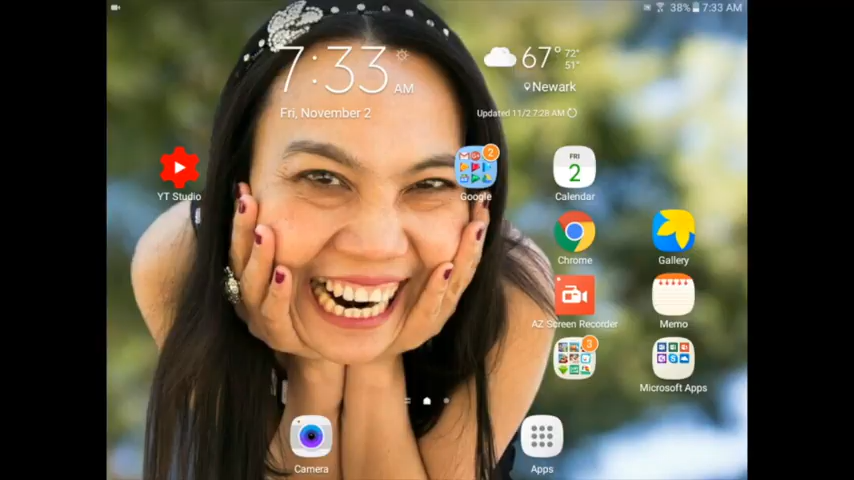 38% 7:33 AM
7:33 AM
67° 72° 51°
Newark
Fri, November 2
Updated 11/2 7:28 AM
YT Studio
2
Google
FRI
2
Calendar
Chrome
Gallery
AZ Screen Recorder
Memo
3
Microsoft Apps
Camera
Apps